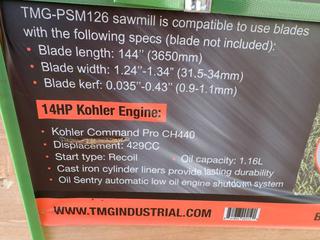 TMG-PSM126 sawmill is compatible to use blades
with the following specs (blade not included):
• Blade length: 144” (3650mm)
• Blade width: 1.24”-1.34” (31.5-34mm)
• Blade kerf: 0.035”-0.43” (0.9-1.1mm)
14HP Kohler Engine:
• Kohler Command Pro CH440
• Displacement: 429CC
• Start type: Recoil • Oil capacity: 1.16L
• Cast iron cylinder liners provide lasting durability
• Oil Sentry automatic low oil engine shutdown system
WWW.TMGINDUSTRIAL.COM